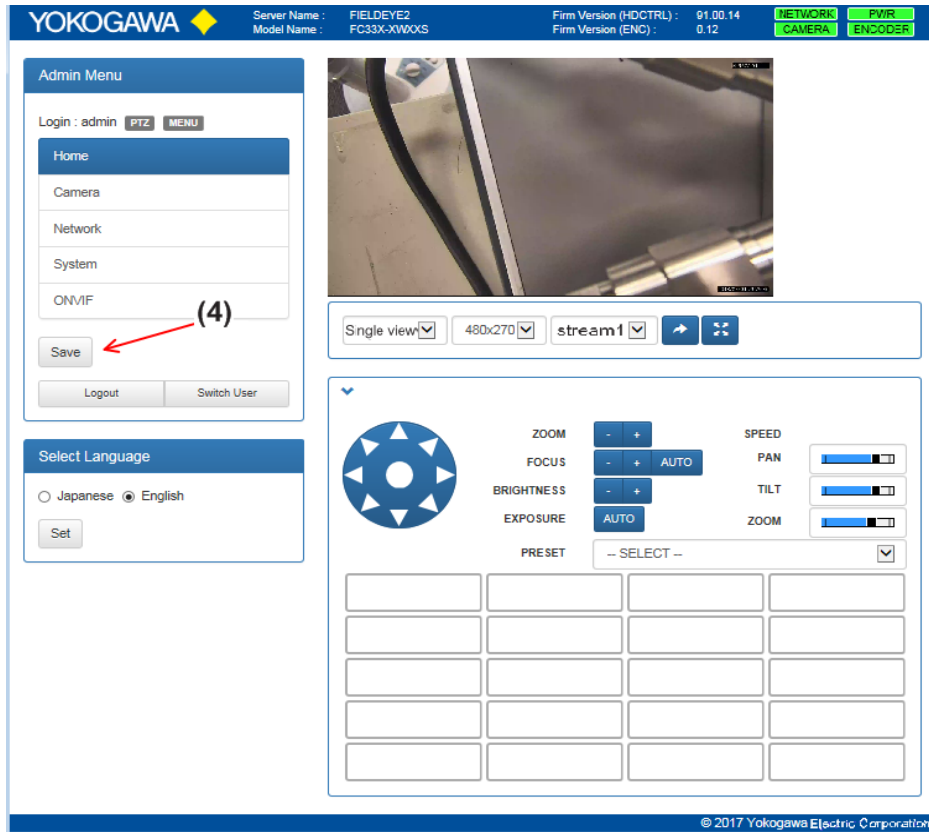 YOKOGAWA
Server Name : FIELDEYE2
Model Name : FC33X-XWXXS
Firm Version (HDCTRL) : 91.00.14
Firm Version (ENC) : 0.12
NETWORK PWR
CAMERA ENCODER
Admin Menu
Login : admin PTZ MENU
Home
Camera
Network
System
ONVIF
(4)
Save
Logout Switch User
Select Language
Japanese English
Set
Single view 480x270 stream1
ZOOM - + SPEED
FOCUS - + AUTO PAN
BRIGHTNESS - + TILT
EXPOSURE AUTO ZOOM
PRESET -- SELECT --
© 2017 Yokogawa Electric Corporation